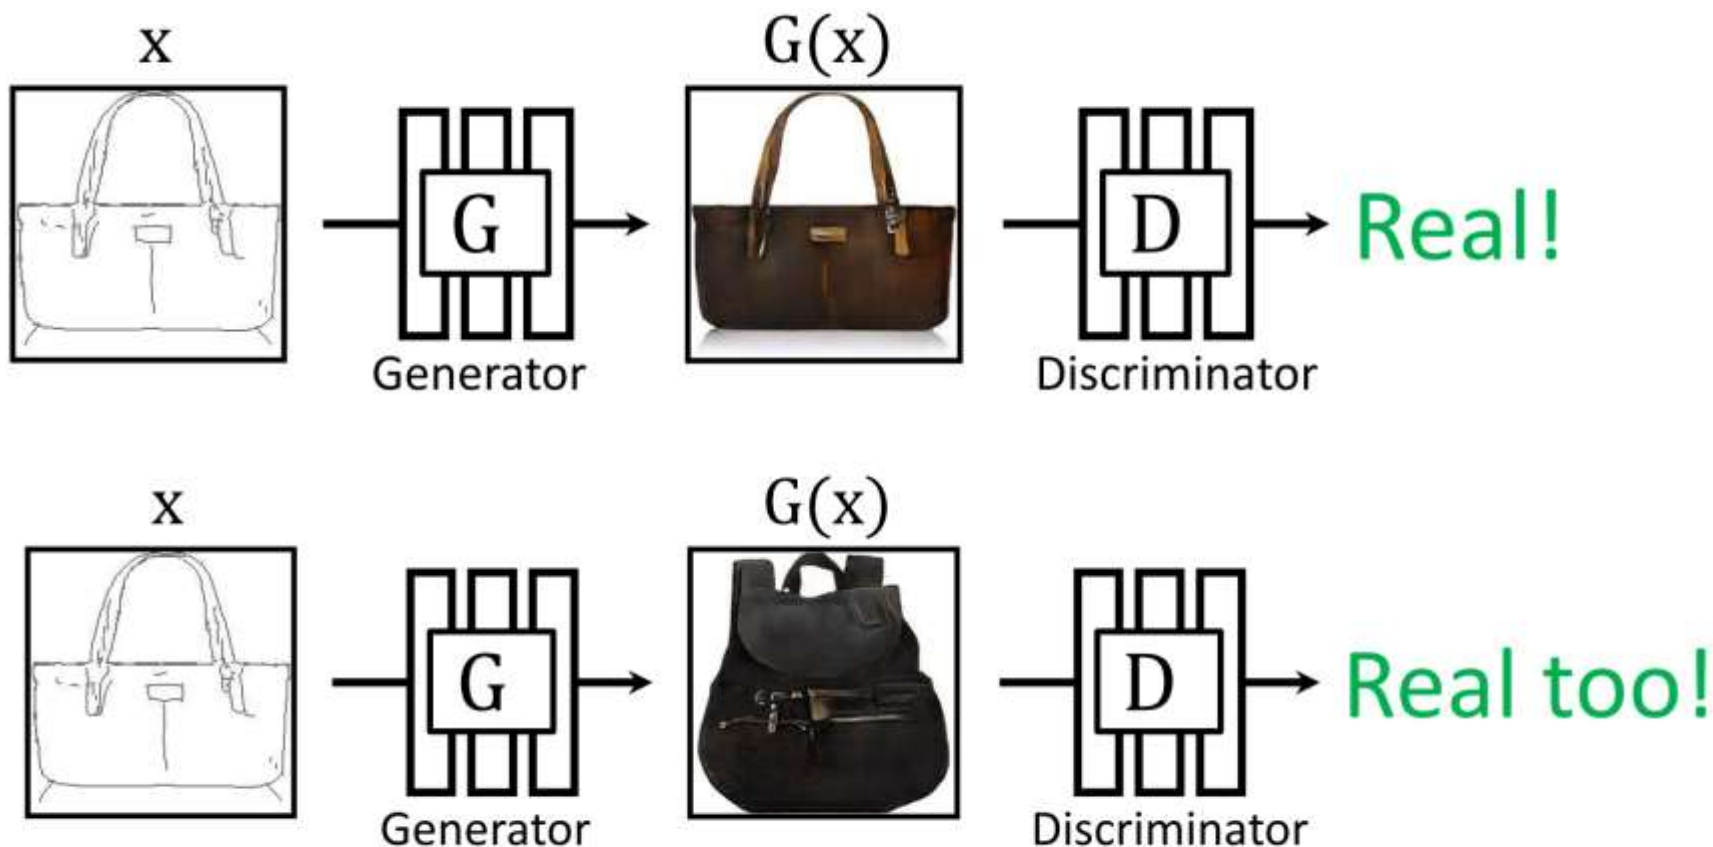 x
G(x)
G
D
Real!
Generator
Discriminator
x
G(x)
G
D
Real too!
Generator
Discriminator